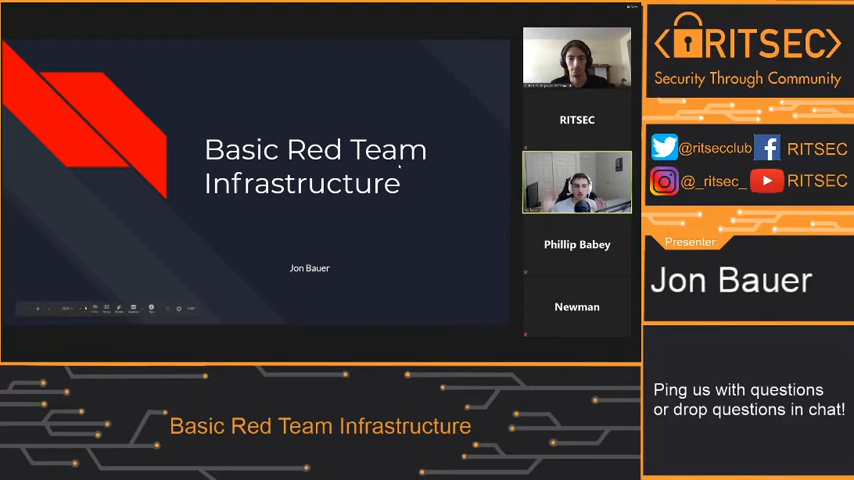 Basic Red Team
Infrastructure
Jon Bauer
RITSEC
Phillip Babey
Newman
<RITSEC>
Security Through Community
@ritsecclub
RITSEC
@_ritsec_
RITSEC
Presenter:
Jon Bauer
Ping us with questions
or drop questions in chat!
Basic Red Team Infrastructure